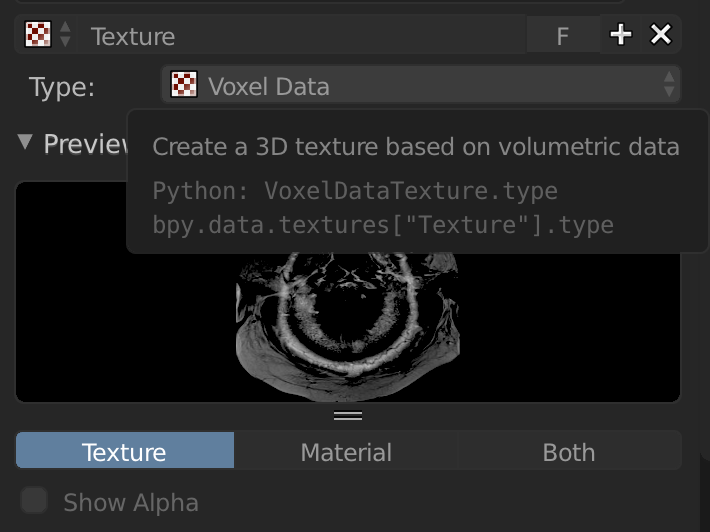 Texture F
Type: Voxel Data
Create a 3D texture based on volumetric data
Preview
Python: VoxelDataTexture.type
bpy.data.textures["Texture"].type
Texture Material Both
Show Alpha